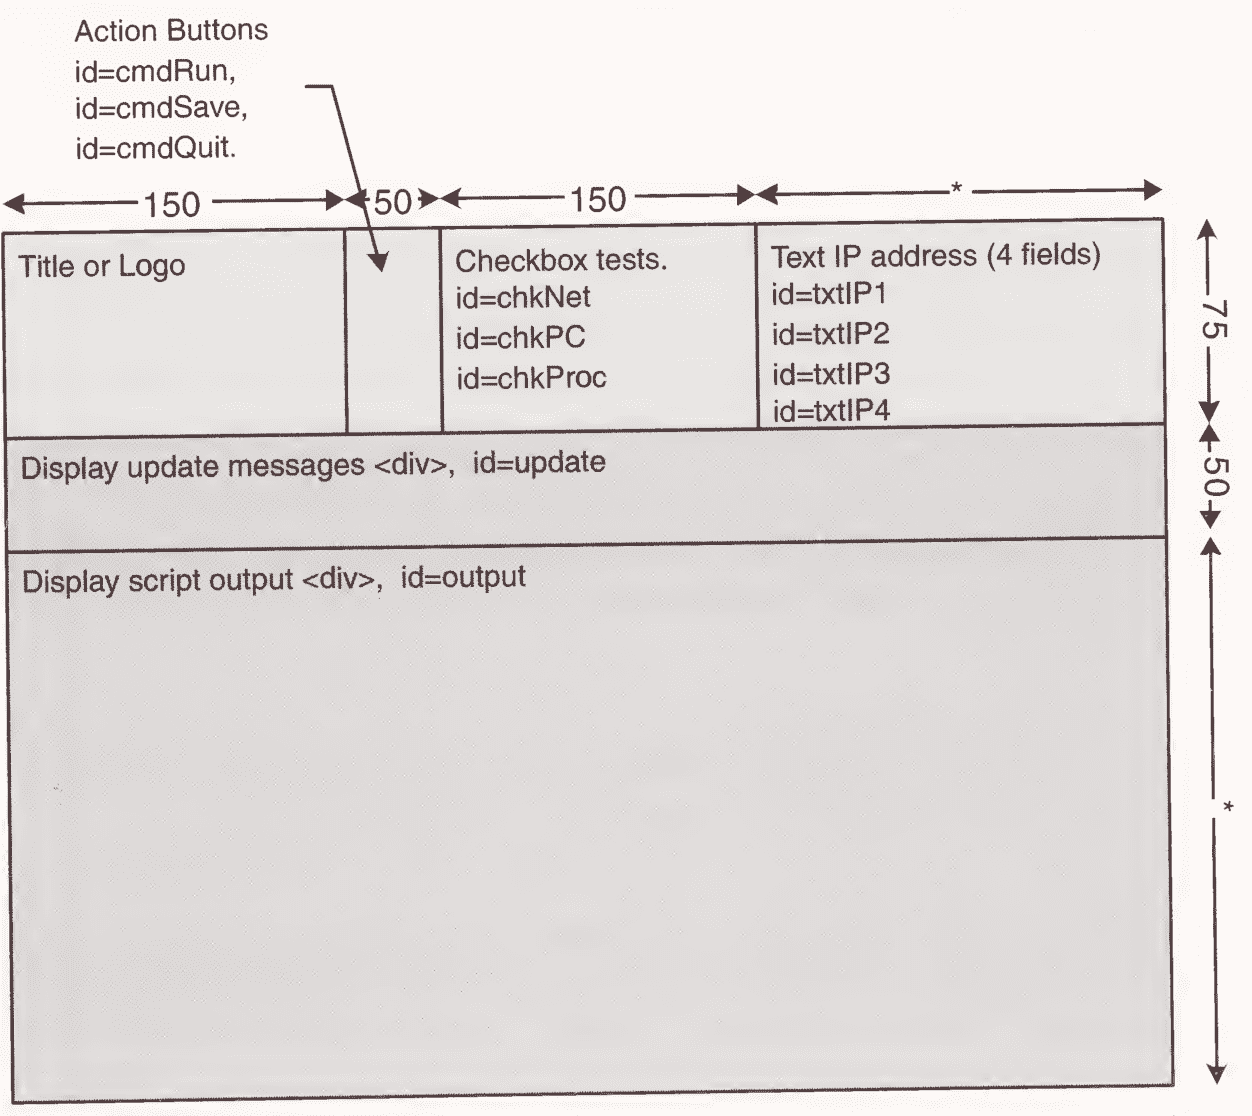 Action Buttons
id=cmdRun,
id=cmdSave,
id=cmdQuit.
150
50
150
*
Title or Logo
Checkbox tests.
id=chkNet
id=chkPC
id=chkProc
Text IP address (4 fields)
id=txtIP1
id=txtIP2
id=txtIP3
id=txtIP4
75
Display update messages <div>, id=update
50
Display script output <div>, id=output
*